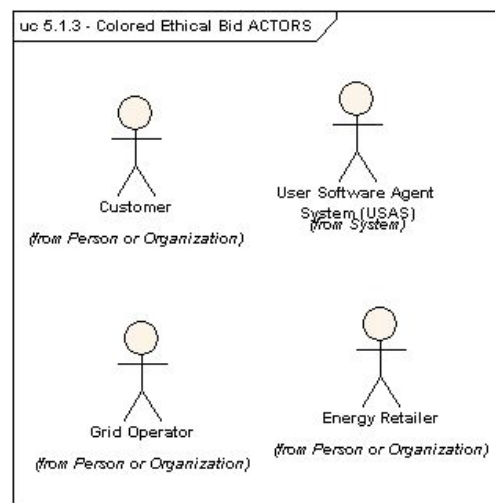 uc 5.1.3 - Colored Ethical Bid ACTORS
Customer
(from Person or Organization)
User Software Agent
System (USAS)
(from System)
Grid Operator
(from Person or Organization)
Energy Retailer
(from Person or Organization)